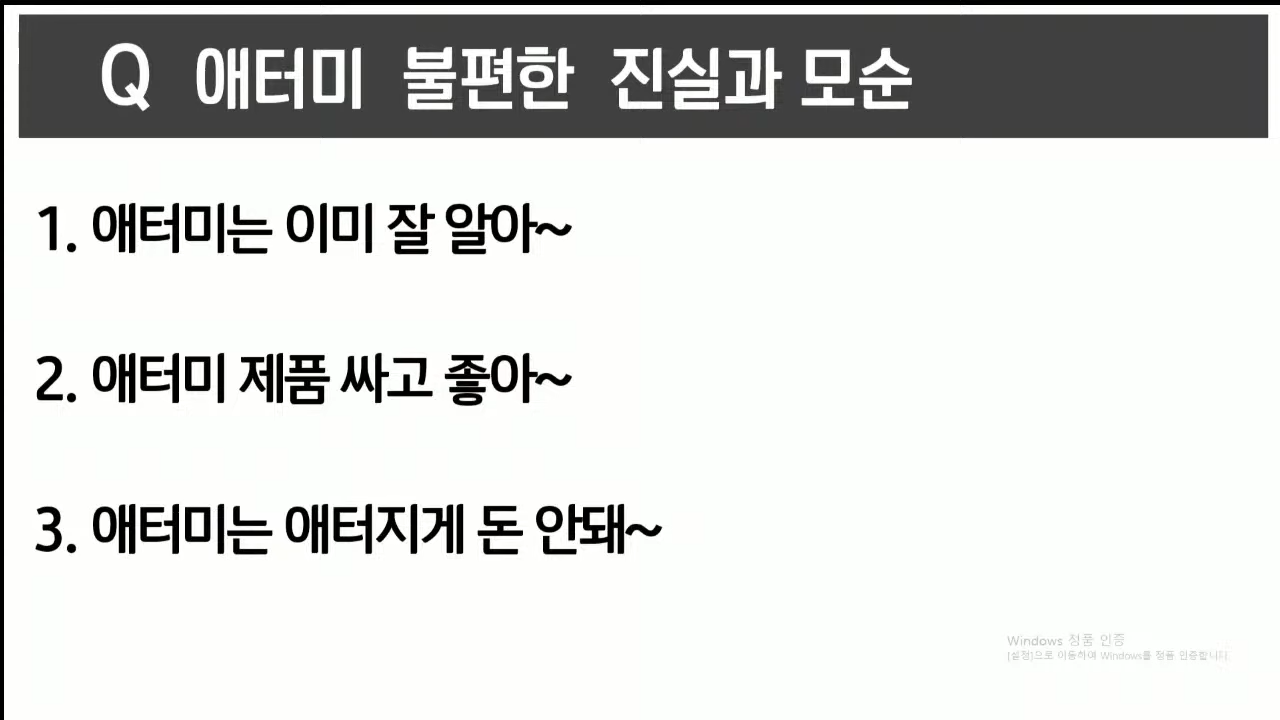 Q 애터미 불편한 진실과 모순
1. 애터미는 이미 잘 알아~
2. 애터미 제품 싸고 좋아~
3. 애터미는 애터지게 돈 안돼~
Windows 정품 인증
[설정]으로 이동하여 Windows를 정품 인증합니다.